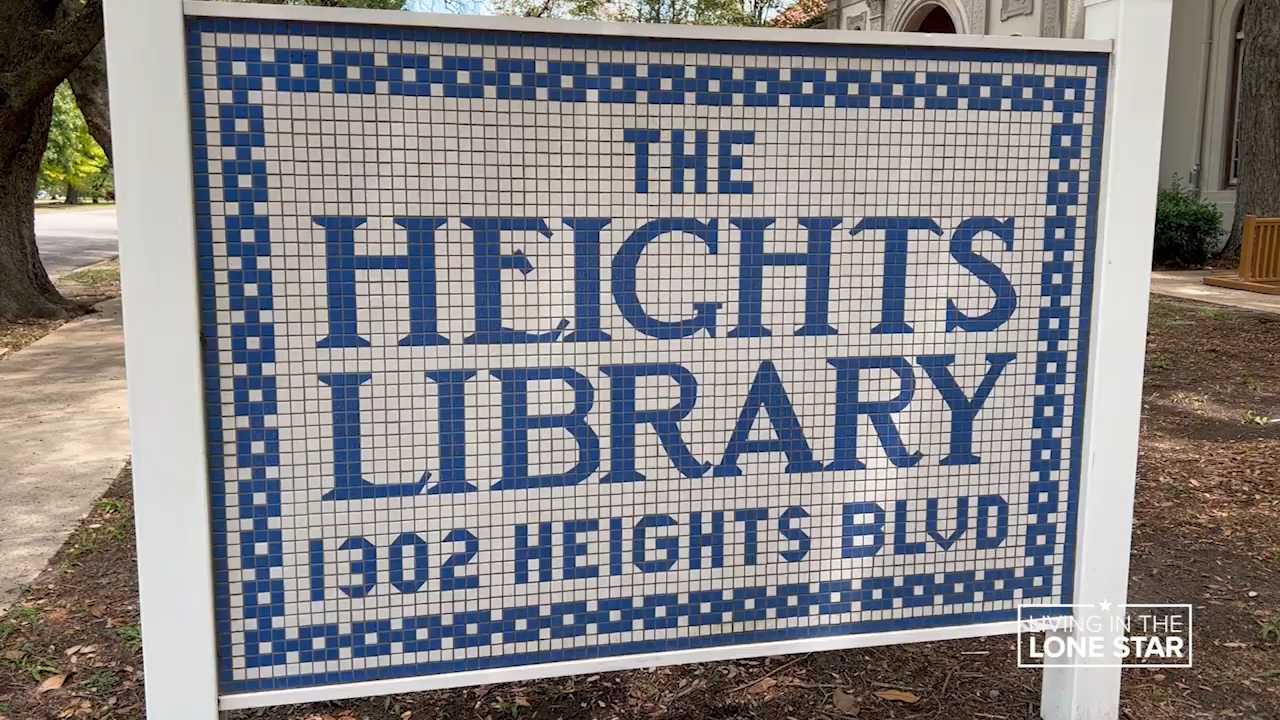 THE
HEIGHTS
LIBRARY
1302 HEIGHTS BLVD
LIVING IN THE
LONE STAR